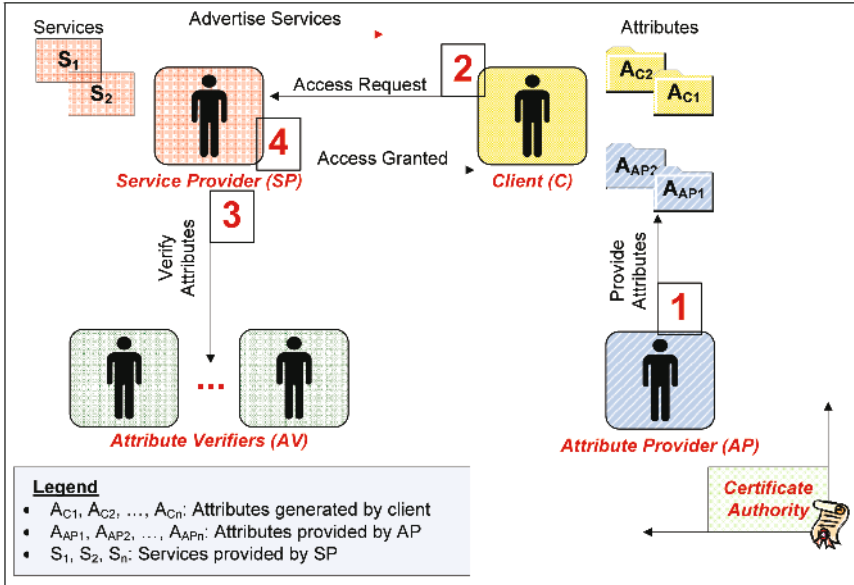 Services
Advertise Services
Attributes
S1
S2
Access Request
2
AC2
AC1
4
Access Granted
Service Provider (SP)
Client (C)
AAP2
AAP1
3
Verify
Attributes
Provide
Attributes
1
...
Attribute Verifiers (AV)
Attribute Provider (AP)
Legend
• AC1, AC2, ..., ACn: Attributes generated by client
• AAP1, AAP2, ..., AAPn: Attributes provided by AP
• S1, S2, Sn: Services provided by SP
Certificate
Authority